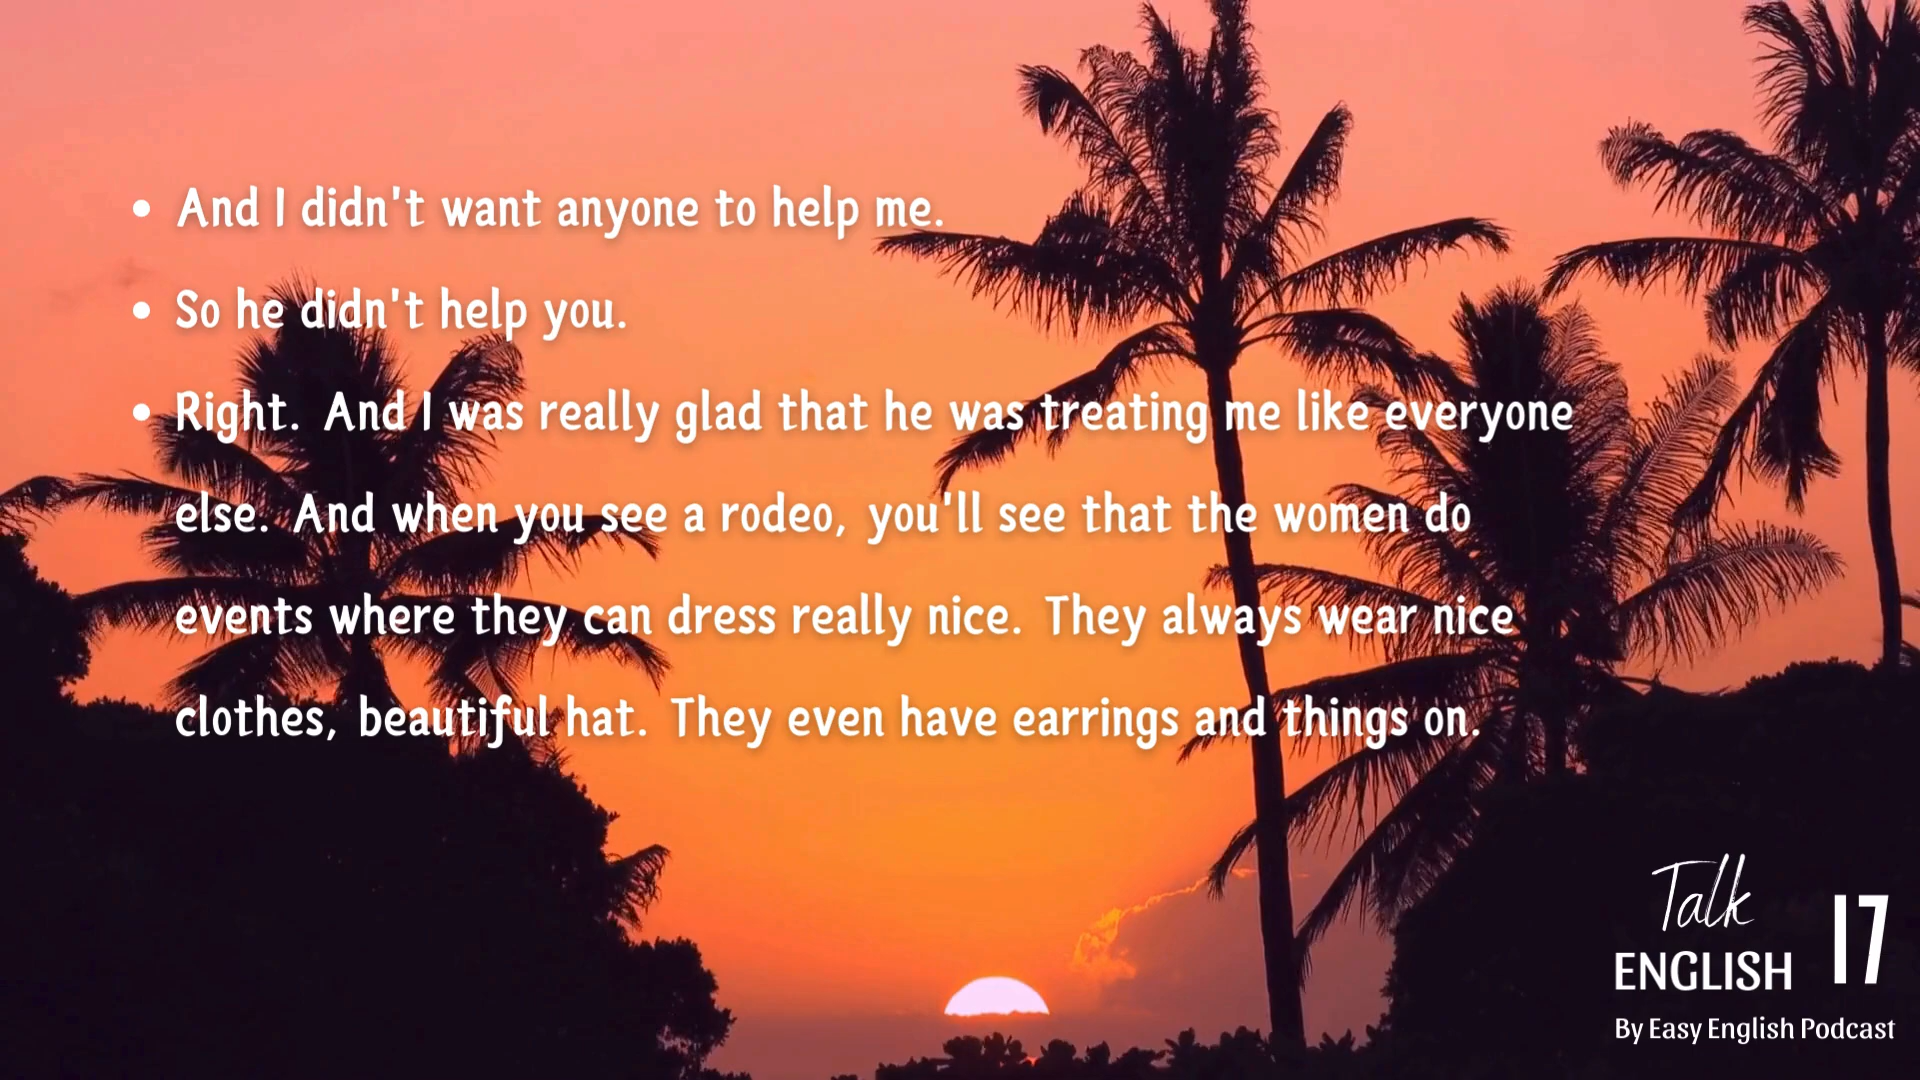 • And I didn't want anyone to help me.
• So he didn't help you.
• Right. And I was really glad that he was treating me like everyone
else. And when you see a rodeo, you'll see that the women do
events where they can dress really nice. They always wear nice
clothes, beautiful hat. They even have earrings and things on.
Talk
ENGLISH 17
By Easy English Podcast